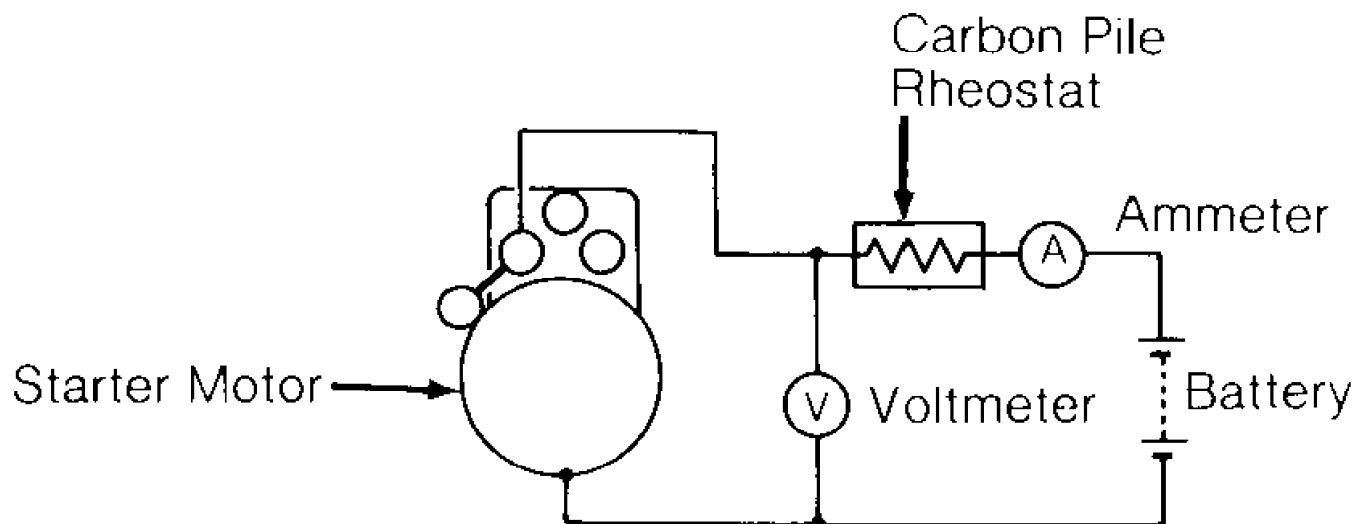 Carbon Pile
Rheostat
Ammeter
A
Starter Motor
V
Voltmeter
Battery